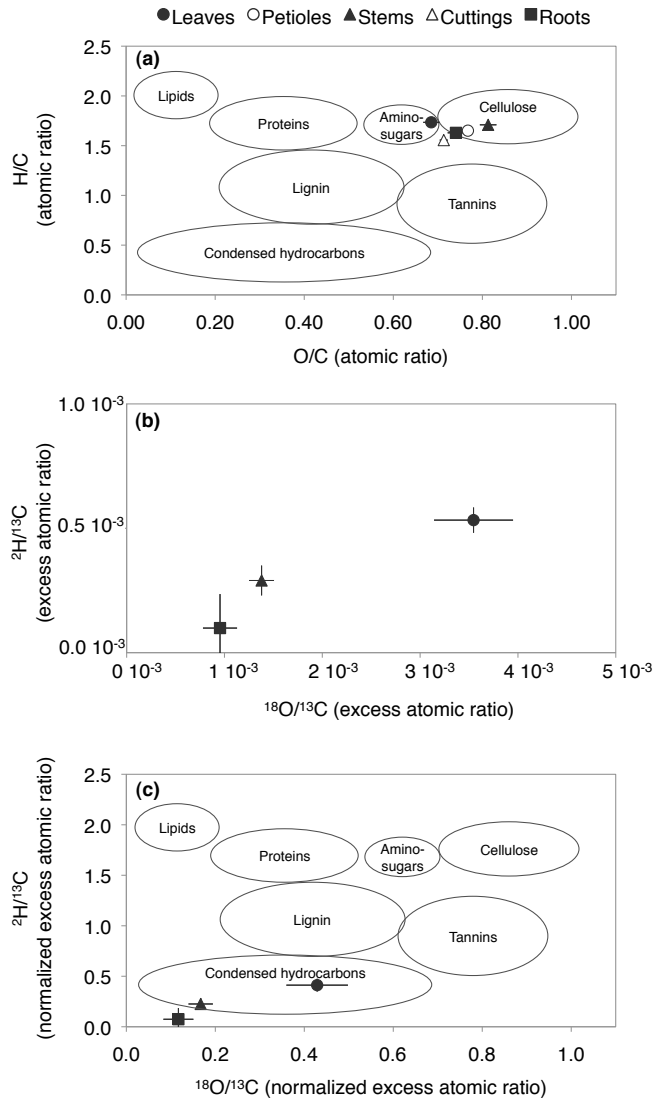 ● Leaves ○ Petioles ▲ Stems △ Cuttings ■ Roots
(a)
2.5
2.0
1.5
1.0
0.5
0.0
H/C
(atomic ratio)
Lipids
Proteins
Amino-
sugars
Cellulose
Lignin
Tannins
Condensed hydrocarbons
0.00 0.20 0.40 0.60 0.80 1.00
O/C (atomic ratio)
(b)
1.0 10⁻³
0.5 10⁻³
0.0 10⁻³
²H/¹³C
(excess atomic ratio)
0 10⁻³ 1 10⁻³ 2 10⁻³ 3 10⁻³ 4 10⁻³ 5 10⁻³
¹⁸O/¹³C (excess atomic ratio)
(c)
2.5
2.0
1.5
1.0
0.5
0.0
²H/¹³C
(normalized excess atomic ratio)
Lipids
Proteins
Amino-
sugars
Cellulose
Lignin
Tannins
Condensed hydrocarbons
0.0 0.2 0.4 0.6 0.8 1.0
¹⁸O/¹³C (normalized excess atomic ratio)